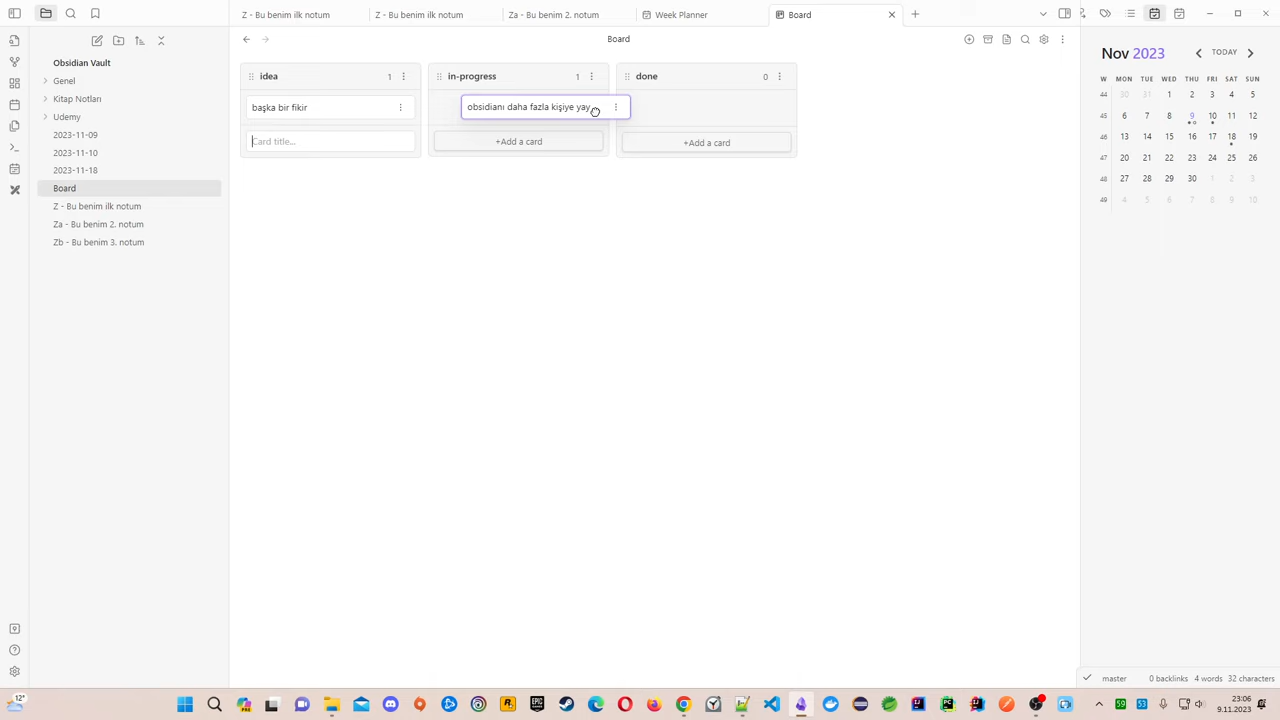 Z - Bu benim ilk notum
Z - Bu benim ilk notum
Za - Bu benim 2. notum
Week Planner
Board
Board
Obsidian Vault
Genel
Kitap Notları
Udemy
2023-11-09
2023-11-10
2023-11-18
Board
Z - Bu benim ilk notum
Za - Bu benim 2. notum
Zb - Bu benim 3. notum
idea 1
başka bir fikir
Card title...
in-progress 1
obsidianı daha fazla kişiye yay
+Add a card
done 0
+Add a card
Nov 2023
TODAY
W MON TUE WED THU FRI SAT SUN
44 30 31 1 2 3 4 5
45 6 7 8 9 10 11 12
46 13 14 15 16 17 18 19
47 20 21 22 23 24 25 26
48 27 28 29 30 1 2 3
49 4 5 6 7 8 9 10
master 0 backlinks 4 words 32 characters
12°
59
53
23:06
9.11.2023